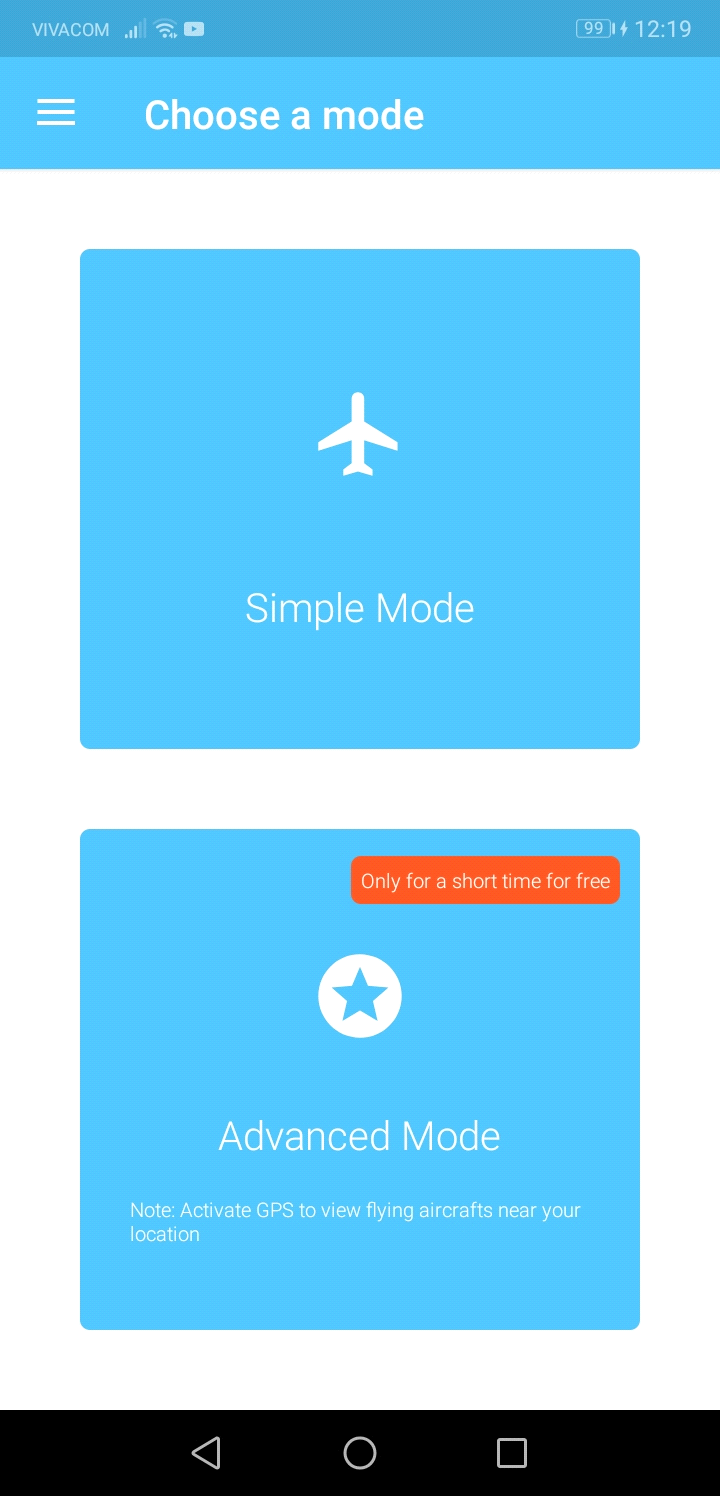 VIVACOM 99 12:19
Choose a mode
Simple Mode
Only for a short time for free
Advanced Mode
Note: Activate GPS to view flying aircrafts near your
location